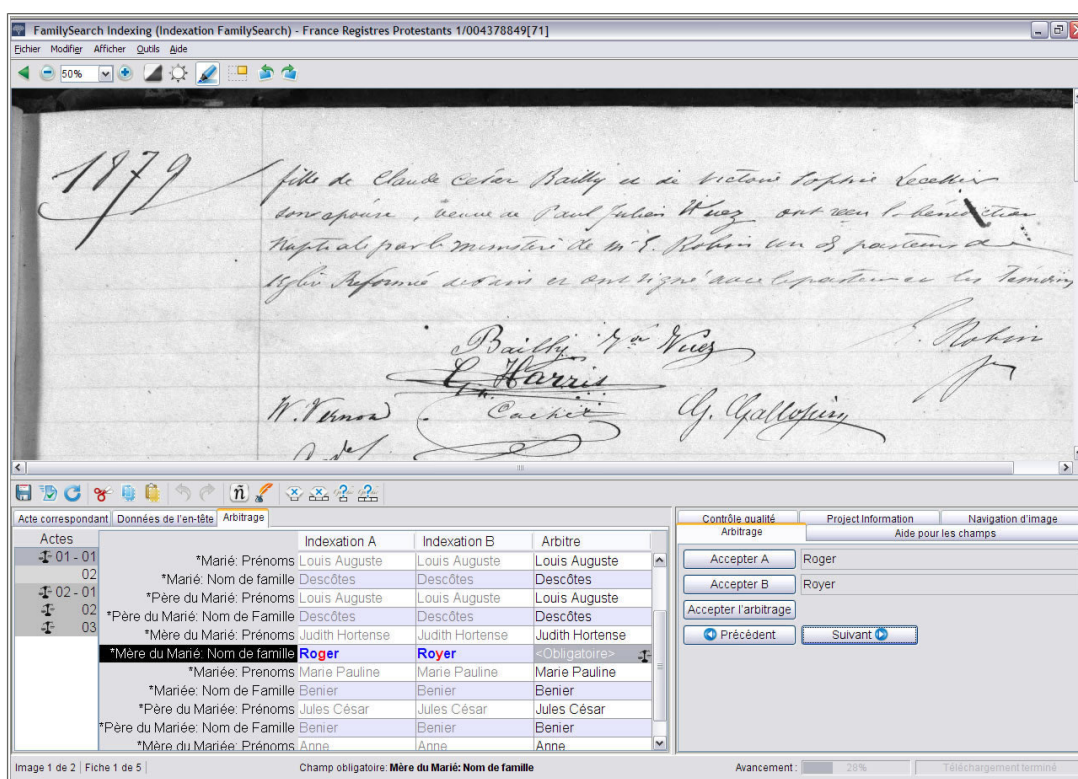 FamilySearch Indexing (Indexation FamilySearch) - France Registres Protestants 1/004378849[71]
Fichier Modifier Afficher Outils Aide
50%
1879
fille de Claude César Bailly et de Victoire Sophie
son épouse, veuve de Paul Julien Wuez ont reçu la bénédiction
nuptiale par le ministère de Mr E. Robin un des pasteurs de
l'Eglise Réformée et ont signé avec le pasteur et les Temoins
Bailly Vve Wuez
E. Robin
G. Harris
W. Vernon Cachet G. Gallopin
Acte correspondant Données de l'en-tête Arbitrage
Actes
01 - 01
02
02 - 01
02
03
Indexation A Indexation B Arbitre
*Marié: Prénoms Louis Auguste Louis Auguste Louis Auguste
*Marié: Nom de famille Descôtes Descôtes Descôtes
*Père du Marié: Prénoms Louis Auguste Louis Auguste Louis Auguste
*Père du Marié: Nom de Famille Descôtes Descôtes Descôtes
*Mère du Marié: Prénoms Judith Hortense Judith Hortense Judith Hortense
*Mère du Marié: Nom de famille Roger Royer <Obligatoire>
*Mariée: Prenoms Marie Pauline Marie Pauline Marie Pauline
*Mariée: Nom de Famille Benier Benier Benier
*Père du Mariée: Prénoms Jules César Jules César Jules César
*Père du Mariée: Nom de Famille Benier Benier Benier
*Mère du Mariée: Prénoms Anne Anne Anne
Contrôle qualité Project Information Navigation d'image
Arbitrage Aide pour les champs
Accepter A Roger
Accepter B Royer
Accepter l'arbitrage
Précédent Suivant
Image 1 de 2 Fiche 1 de 5 Champ obligatoire: Mère du Marié: Nom de famille Avancement: 28% Téléchargement terminé